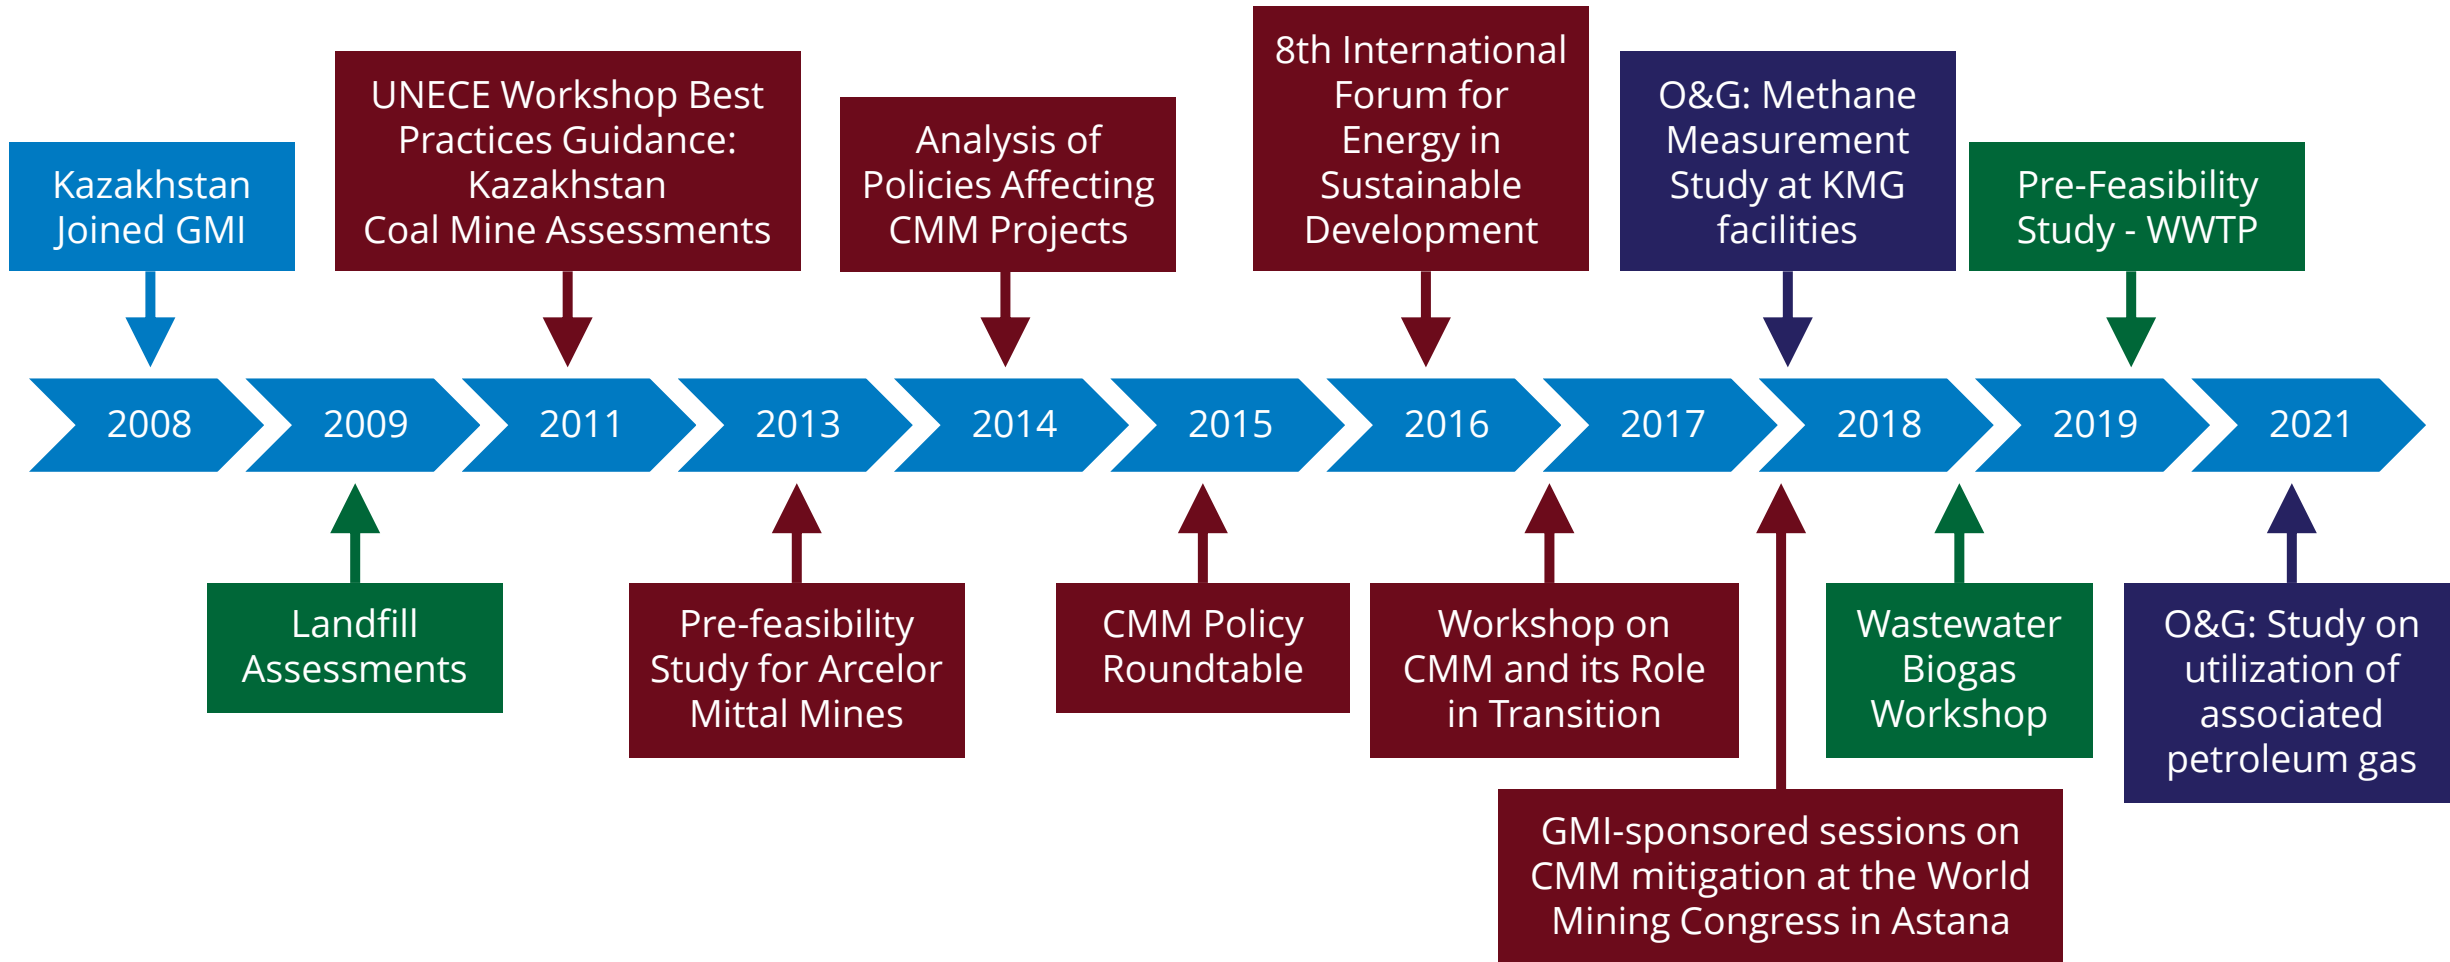 Kazakhstan
Joined GMI
UNECE Workshop Best
Practices Guidance:
Kazakhstan
Coal Mine Assessments
Analysis of
Policies Affecting
CMM Projects
8th International
Forum for
Energy in
Sustainable
Development
O&G: Methane
Measurement
Study at KMG
facilities
Pre-Feasibility
Study - WWTP
2008
2009
2011
2013
2014
2015
2016
2017
2018
2019
2021
Landfill
Assessments
Pre-feasibility
Study for Arcelor
Mittal Mines
CMM Policy
Roundtable
Workshop on
CMM and its Role
in Transition
GMI-sponsored sessions on
CMM mitigation at the World
Mining Congress in Astana
Wastewater
Biogas
Workshop
O&G: Study on
utilization of
associated
petroleum gas